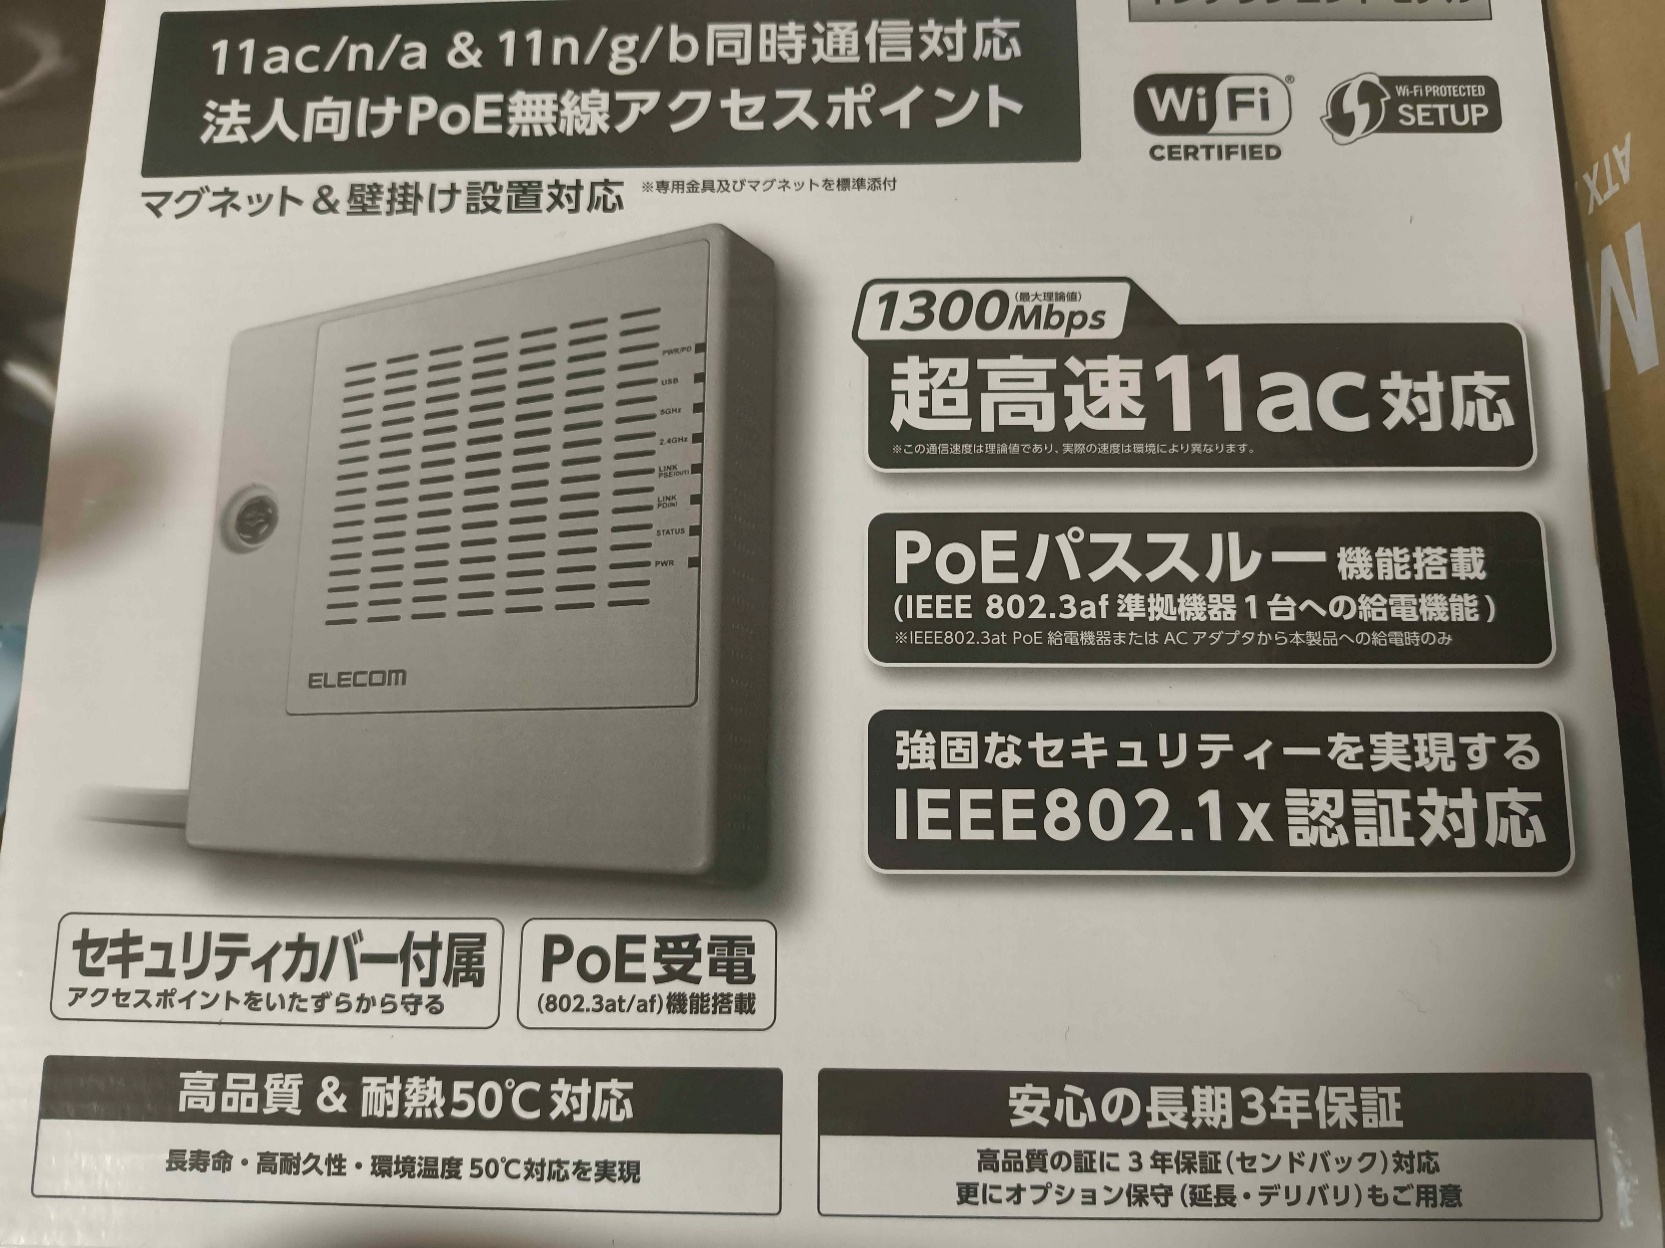 11ac/n/a & 11n/g/b同時通信対応
法人向けPoE無線アクセスポイント
Wi Fi®
CERTIFIED
Wi-Fi PROTECTED
SETUP
マグネット&壁掛け設置対応 ※専用金具及びマグネットを標準添付
ATX
PWR/PD
USB
5GHz
2.4GHz
LINK
PSE(OUT)
LINK
PD(IN)
STATUS
PWR
ELECOM
1300Mbps(最大理論値)
超高速11ac対応
※この通信速度は理論値であり、実際の速度は環境により異なります。
PoEパススルー機能搭載
(IEEE 802.3af 準拠機器1台への給電機能)
※IEEE802.3at PoE 給電機器または AC アダプタから本製品への給電時のみ
強固なセキュリティーを実現する
IEEE802.1x 認証対応
セキュリティカバー付属
アクセスポイントをいたずらから守る
PoE受電
(802.3at/af)機能搭載
高品質 & 耐熱50℃対応
長寿命・高耐久性・環境温度50℃対応を実現
安心の長期3年保証
高品質の証に3年保証(センドバック)対応
更にオプション保守(延長・デリバリ)もご用意